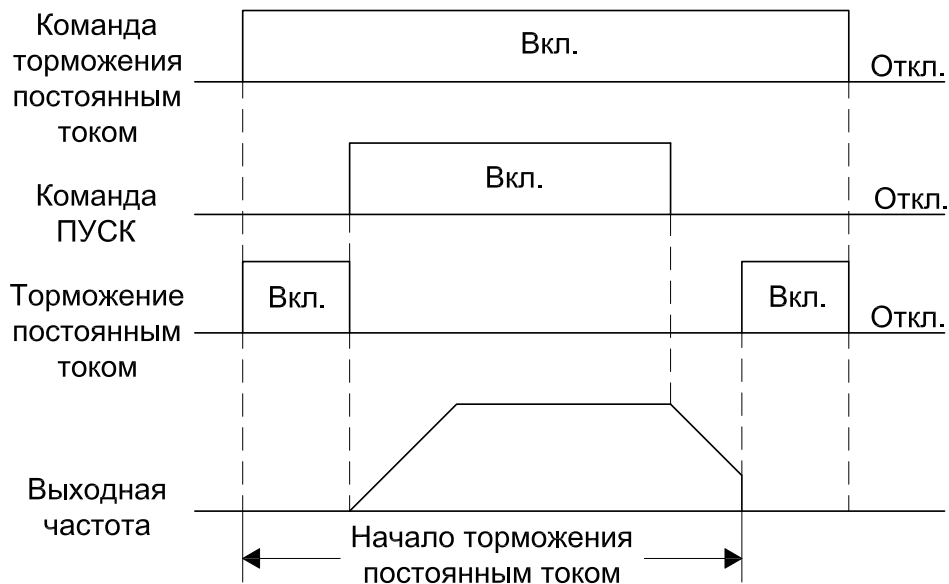 Команда
торможения
постоянным
током
Вкл.
Откл.
Команда
ПУСК
Вкл.
Откл.
Торможение
постоянным
током
Вкл.
Вкл.
Откл.
Выходная
частота
Начало торможения
постоянным током